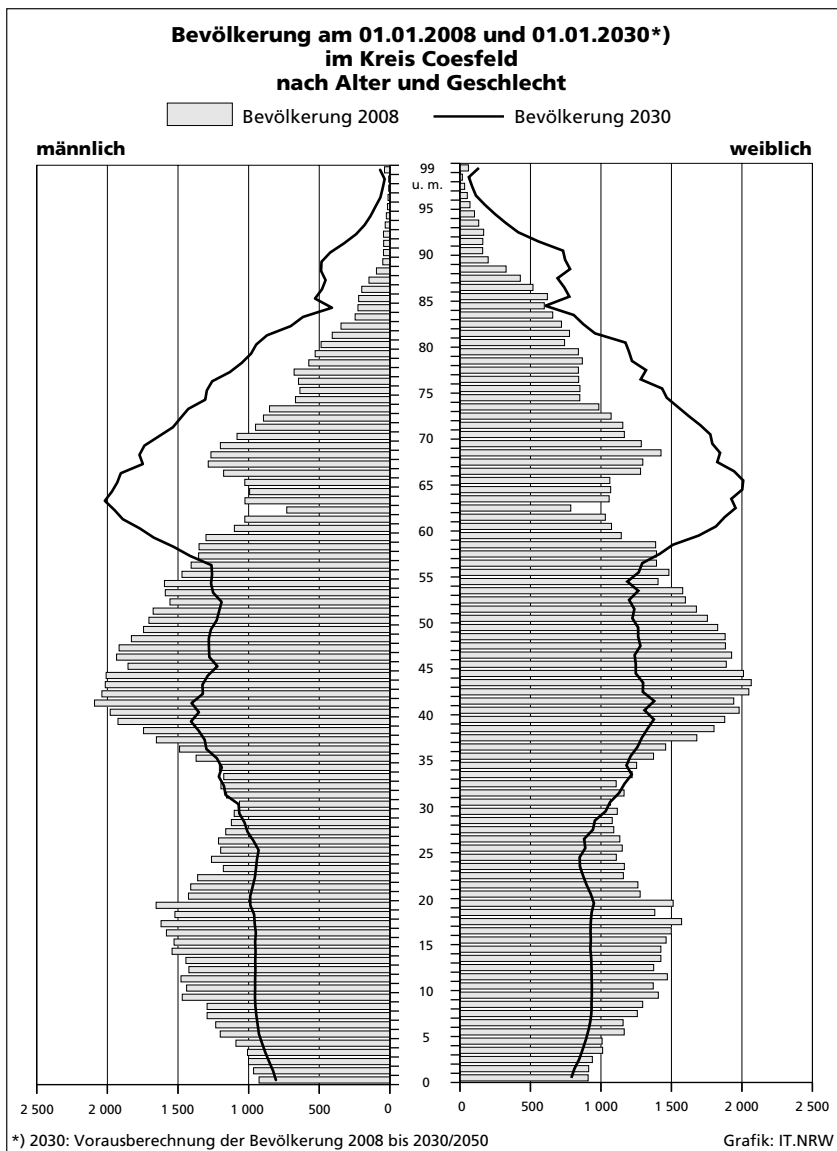 Bevölkerung am 01.01.2008 und 01.01.2030*)
im Kreis Coesfeld
nach Alter und Geschlecht
Bevölkerung 2008 Bevölkerung 2030
männlich weiblich
99
u. m.
95
90
85
80
75
70
65
60
55
50
45
40
35
30
25
20
15
10
5
0
2 500 2 000 1 500 1 000 500 0 0 500 1 000 1 500 2 000 2 500
*) 2030: Vorausberechnung der Bevölkerung 2008 bis 2030/2050 Grafik: IT.NRW